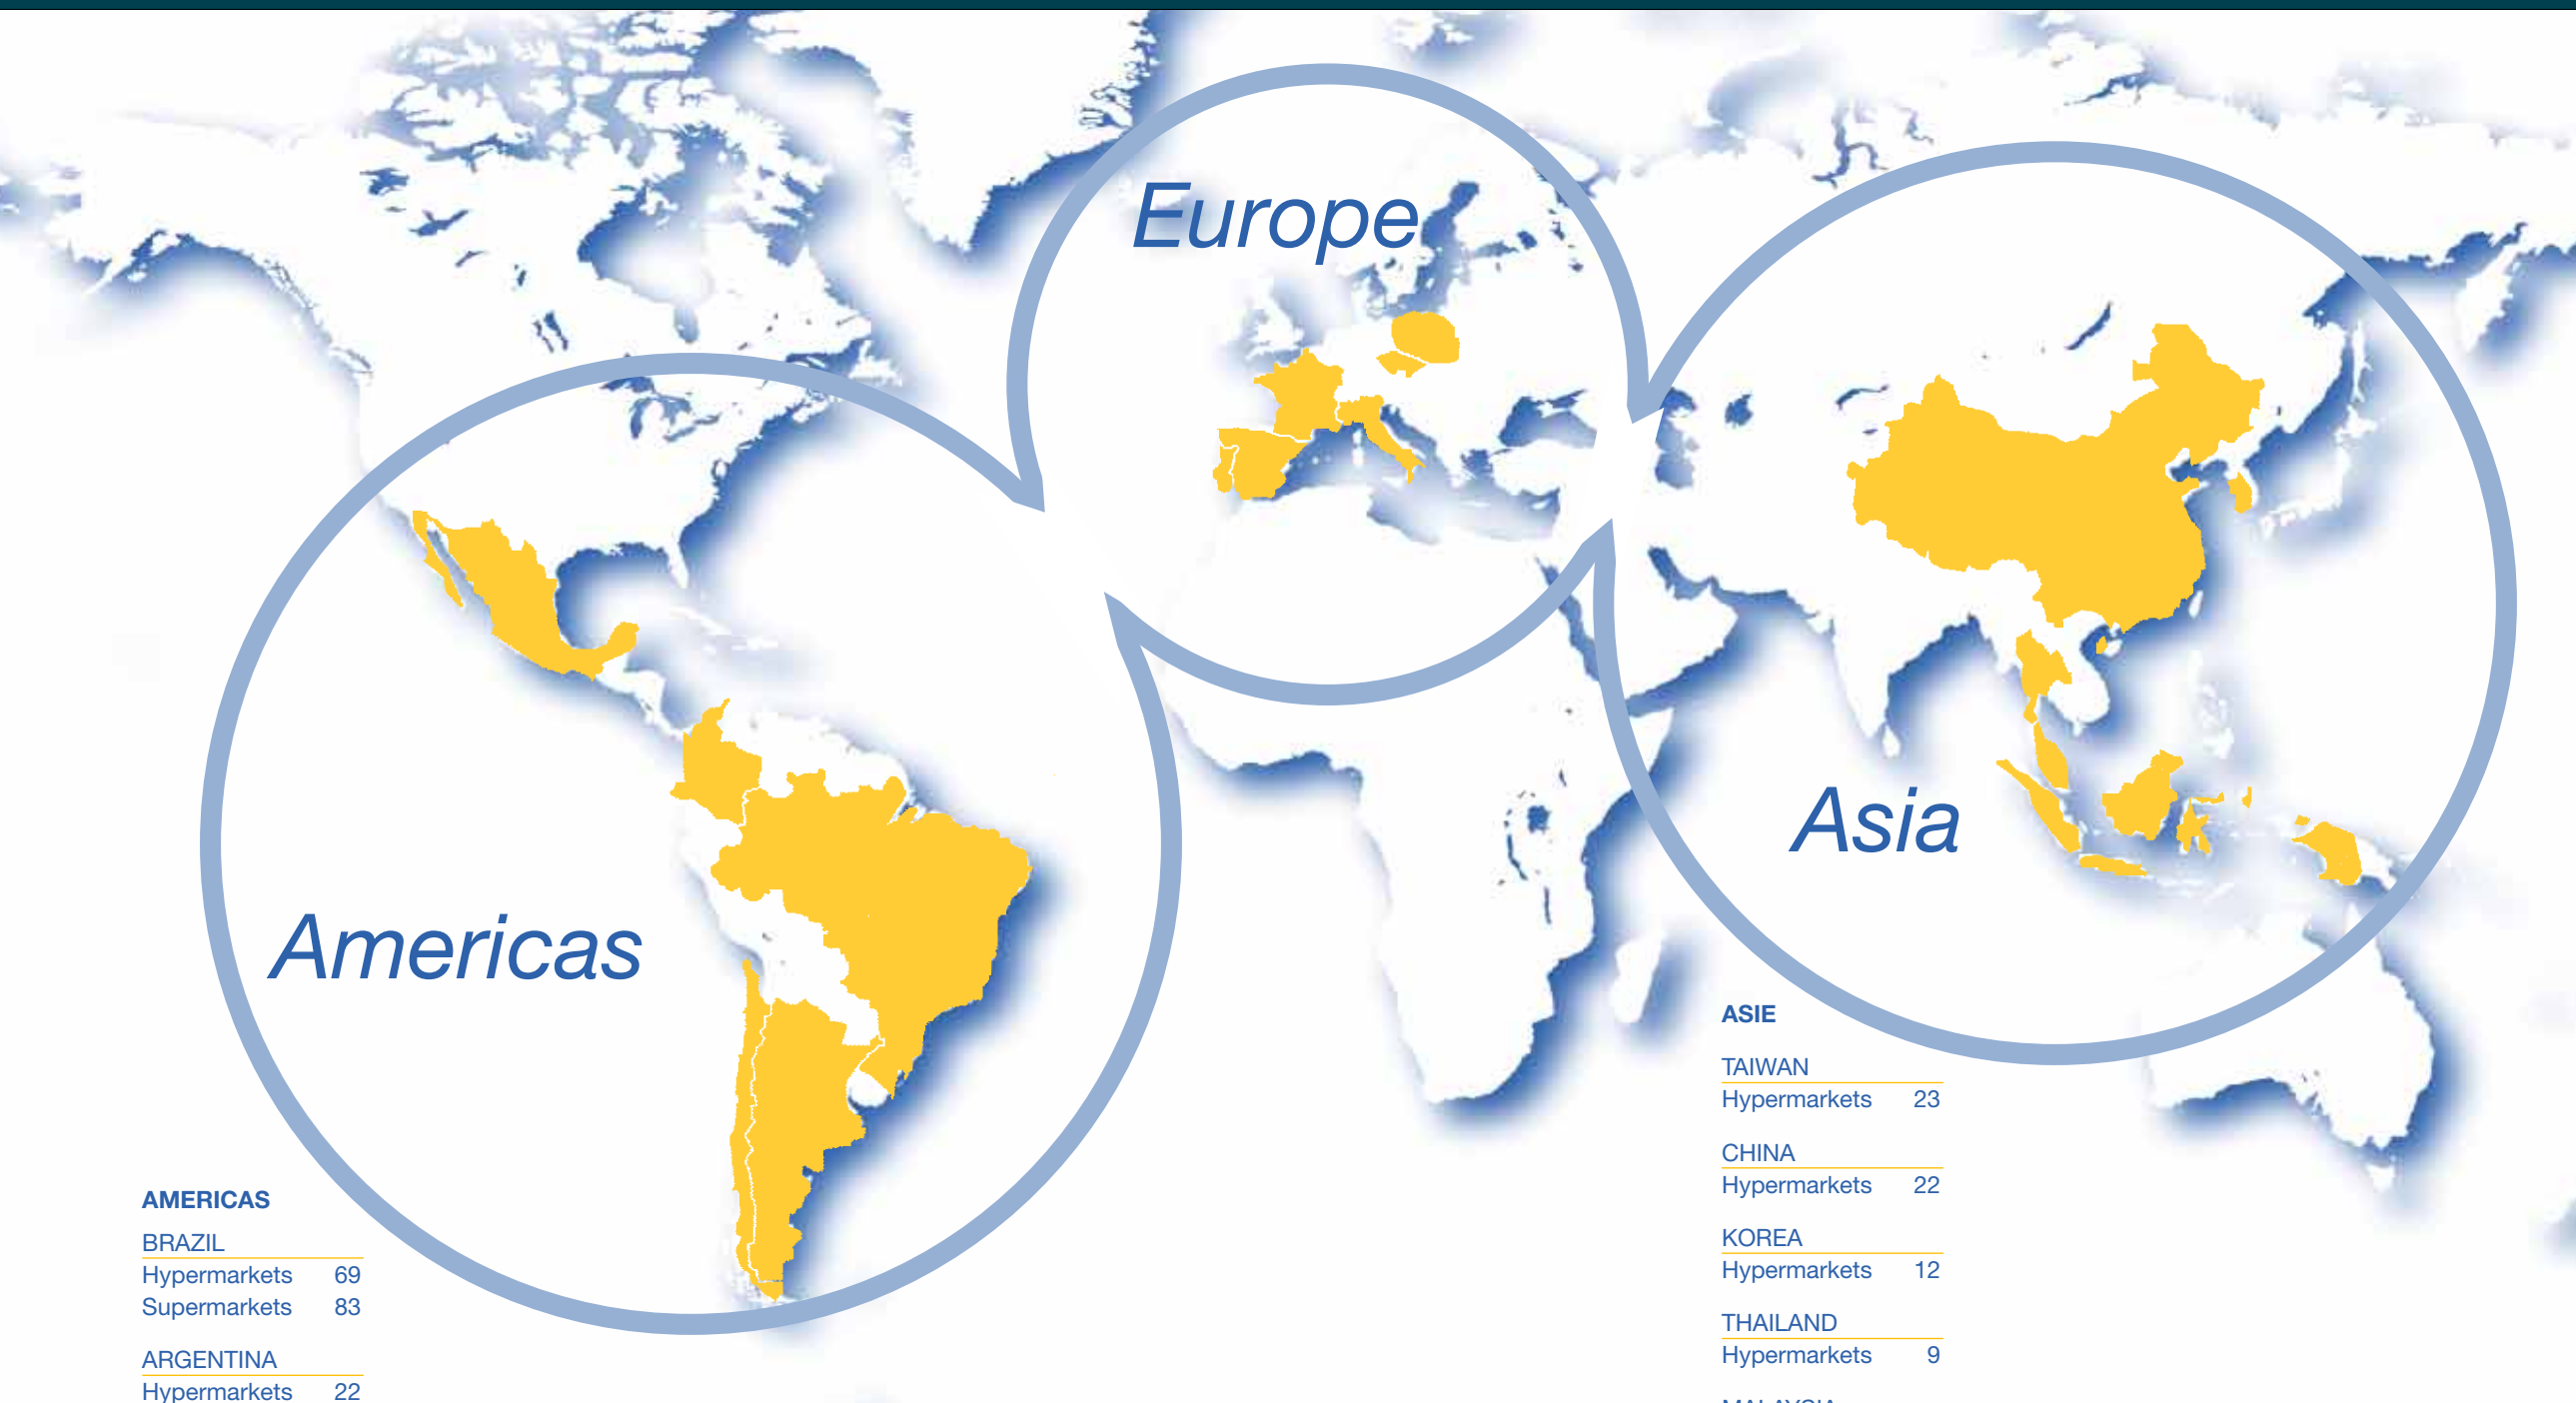 Europe
Asia
Americas
AMERICAS
BRAZIL
Hypermarkets 69
Supermarkets 83
ARGENTINA
Hypermarkets 22
ASIE
TAIWAN
Hypermarkets 23
CHINA
Hypermarkets 22
KOREA
Hypermarkets 12
THAILAND
Hypermarkets 9